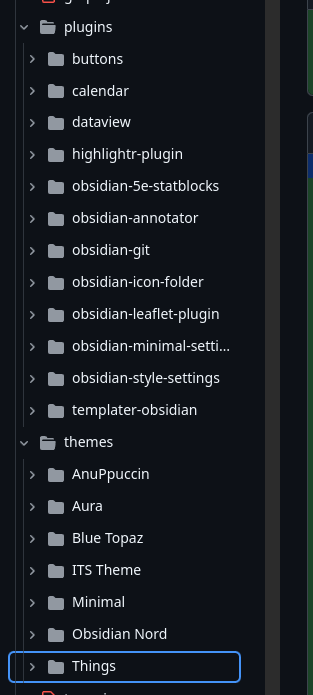 plugins
buttons
calendar
dataview
highlightr-plugin
obsidian-5e-statblocks
obsidian-annotator
obsidian-git
obsidian-icon-folder
obsidian-leaflet-plugin
obsidian-minimal-setti...
obsidian-style-settings
templater-obsidian
themes
AnuPpuccin
Aura
Blue Topaz
ITS Theme
Minimal
Obsidian Nord
Things